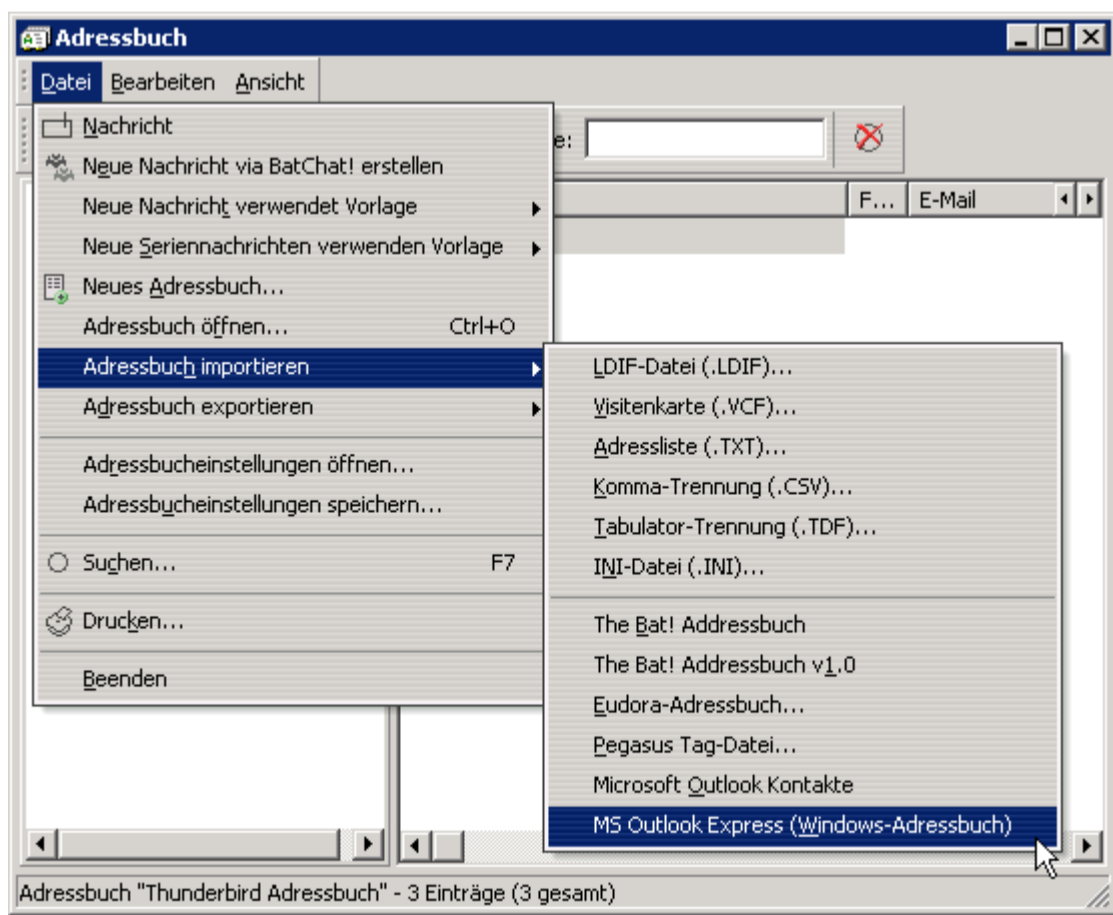 Adressbuch
Datei Bearbeiten Ansicht
Nachricht
Neue Nachricht via BatChat! erstellen
Neue Nachricht verwendet Vorlage
Neue Seriennachrichten verwenden Vorlage
Neues Adressbuch...
Adressbuch öffnen... Ctrl+O
Adressbuch importieren
Adressbuch exportieren
Adressbucheinstellungen öffnen...
Adressbucheinstellungen speichern...
Suchen... F7
Drucken...
Beenden
e:
F... E-Mail
LDIF-Datei (.LDIF)...
Visitenkarte (.VCF)...
Adressliste (.TXT)...
Komma-Trennung (.CSV)...
Tabulator-Trennung (.TDF)...
INI-Datei (.INI)...
The Bat! Addressbuch
The Bat! Addressbuch v1.0
Eudora-Adressbuch...
Pegasus Tag-Datei...
Microsoft Outlook Kontakte
MS Outlook Express (Windows-Adressbuch)
Adressbuch "Thunderbird Adressbuch" - 3 Einträge (3 gesamt)